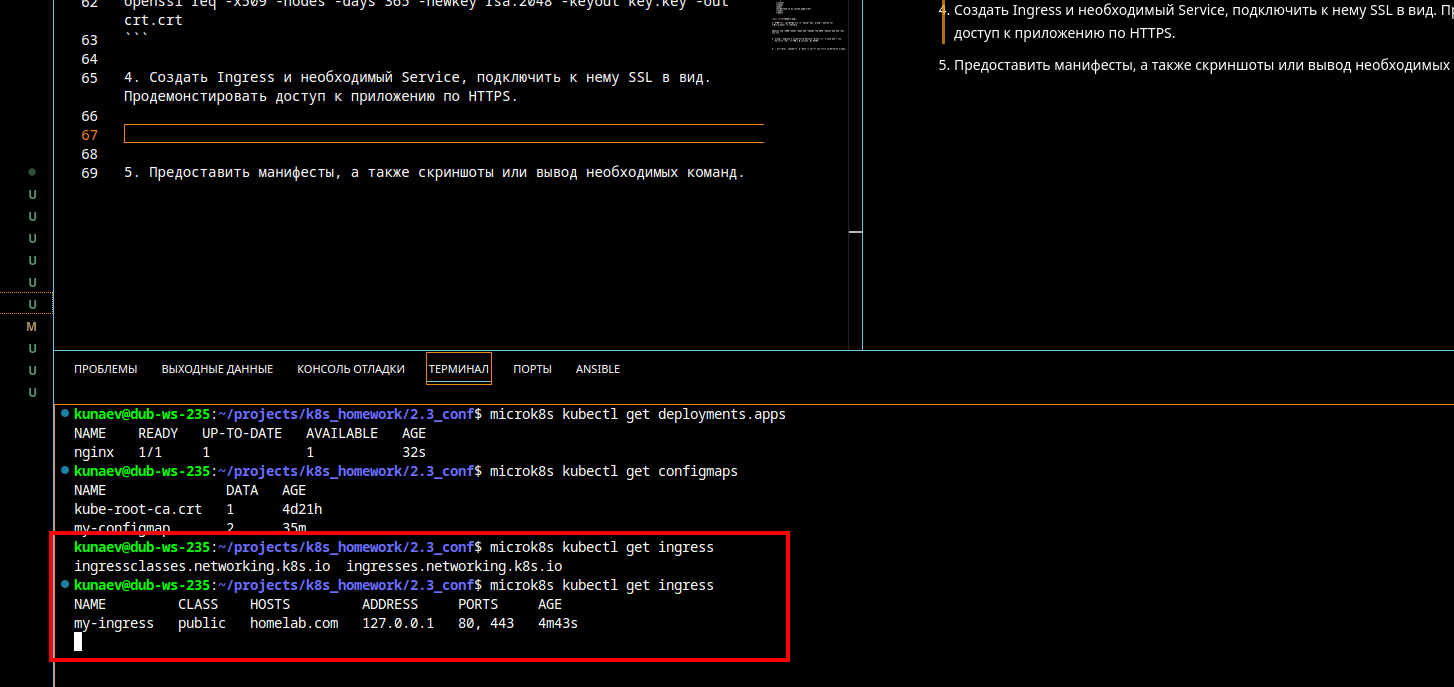 62 openssl req -x509 -nodes -days 365 -newkey rsa:2048 -keyout key.key -out
crt.crt
63 ```
64
65 4. Создать Ingress и необходимый Service, подключить к нему SSL в вид.
Продемонстировать доступ к приложению по HTTPS.
66
67
68
69 5. Предоставить манифесты, а также скриншоты или вывод необходимых команд.
4. Создать Ingress и необходимый Service, подключить к нему SSL в вид.
доступ к приложению по HTTPS.
5. Предоставить манифесты, а также скриншоты или вывод необходимых
U
U
U
U
U
U
M
U
U
U
ПРОБЛЕМЫ ВЫХОДНЫЕ ДАННЫЕ КОНСОЛЬ ОТЛАДКИ ТЕРМИНАЛ ПОРТЫ ANSIBLE
kunaev@dub-ws-235:~/projects/k8s_homework/2.3_conf$ microk8s kubectl get deployments.apps
NAME READY UP-TO-DATE AVAILABLE AGE
nginx 1/1 1 1 32s
kunaev@dub-ws-235:~/projects/k8s_homework/2.3_conf$ microk8s kubectl get configmaps
NAME DATA AGE
kube-root-ca.crt 1 4d21h
my-configmap 2 35m
kunaev@dub-ws-235:~/projects/k8s_homework/2.3_conf$ microk8s kubectl get ingress
ingressclasses.networking.k8s.io ingresses.networking.k8s.io
kunaev@dub-ws-235:~/projects/k8s_homework/2.3_conf$ microk8s kubectl get ingress
NAME CLASS HOSTS ADDRESS PORTS AGE
my-ingress public homelab.com 127.0.0.1 80, 443 4m43s